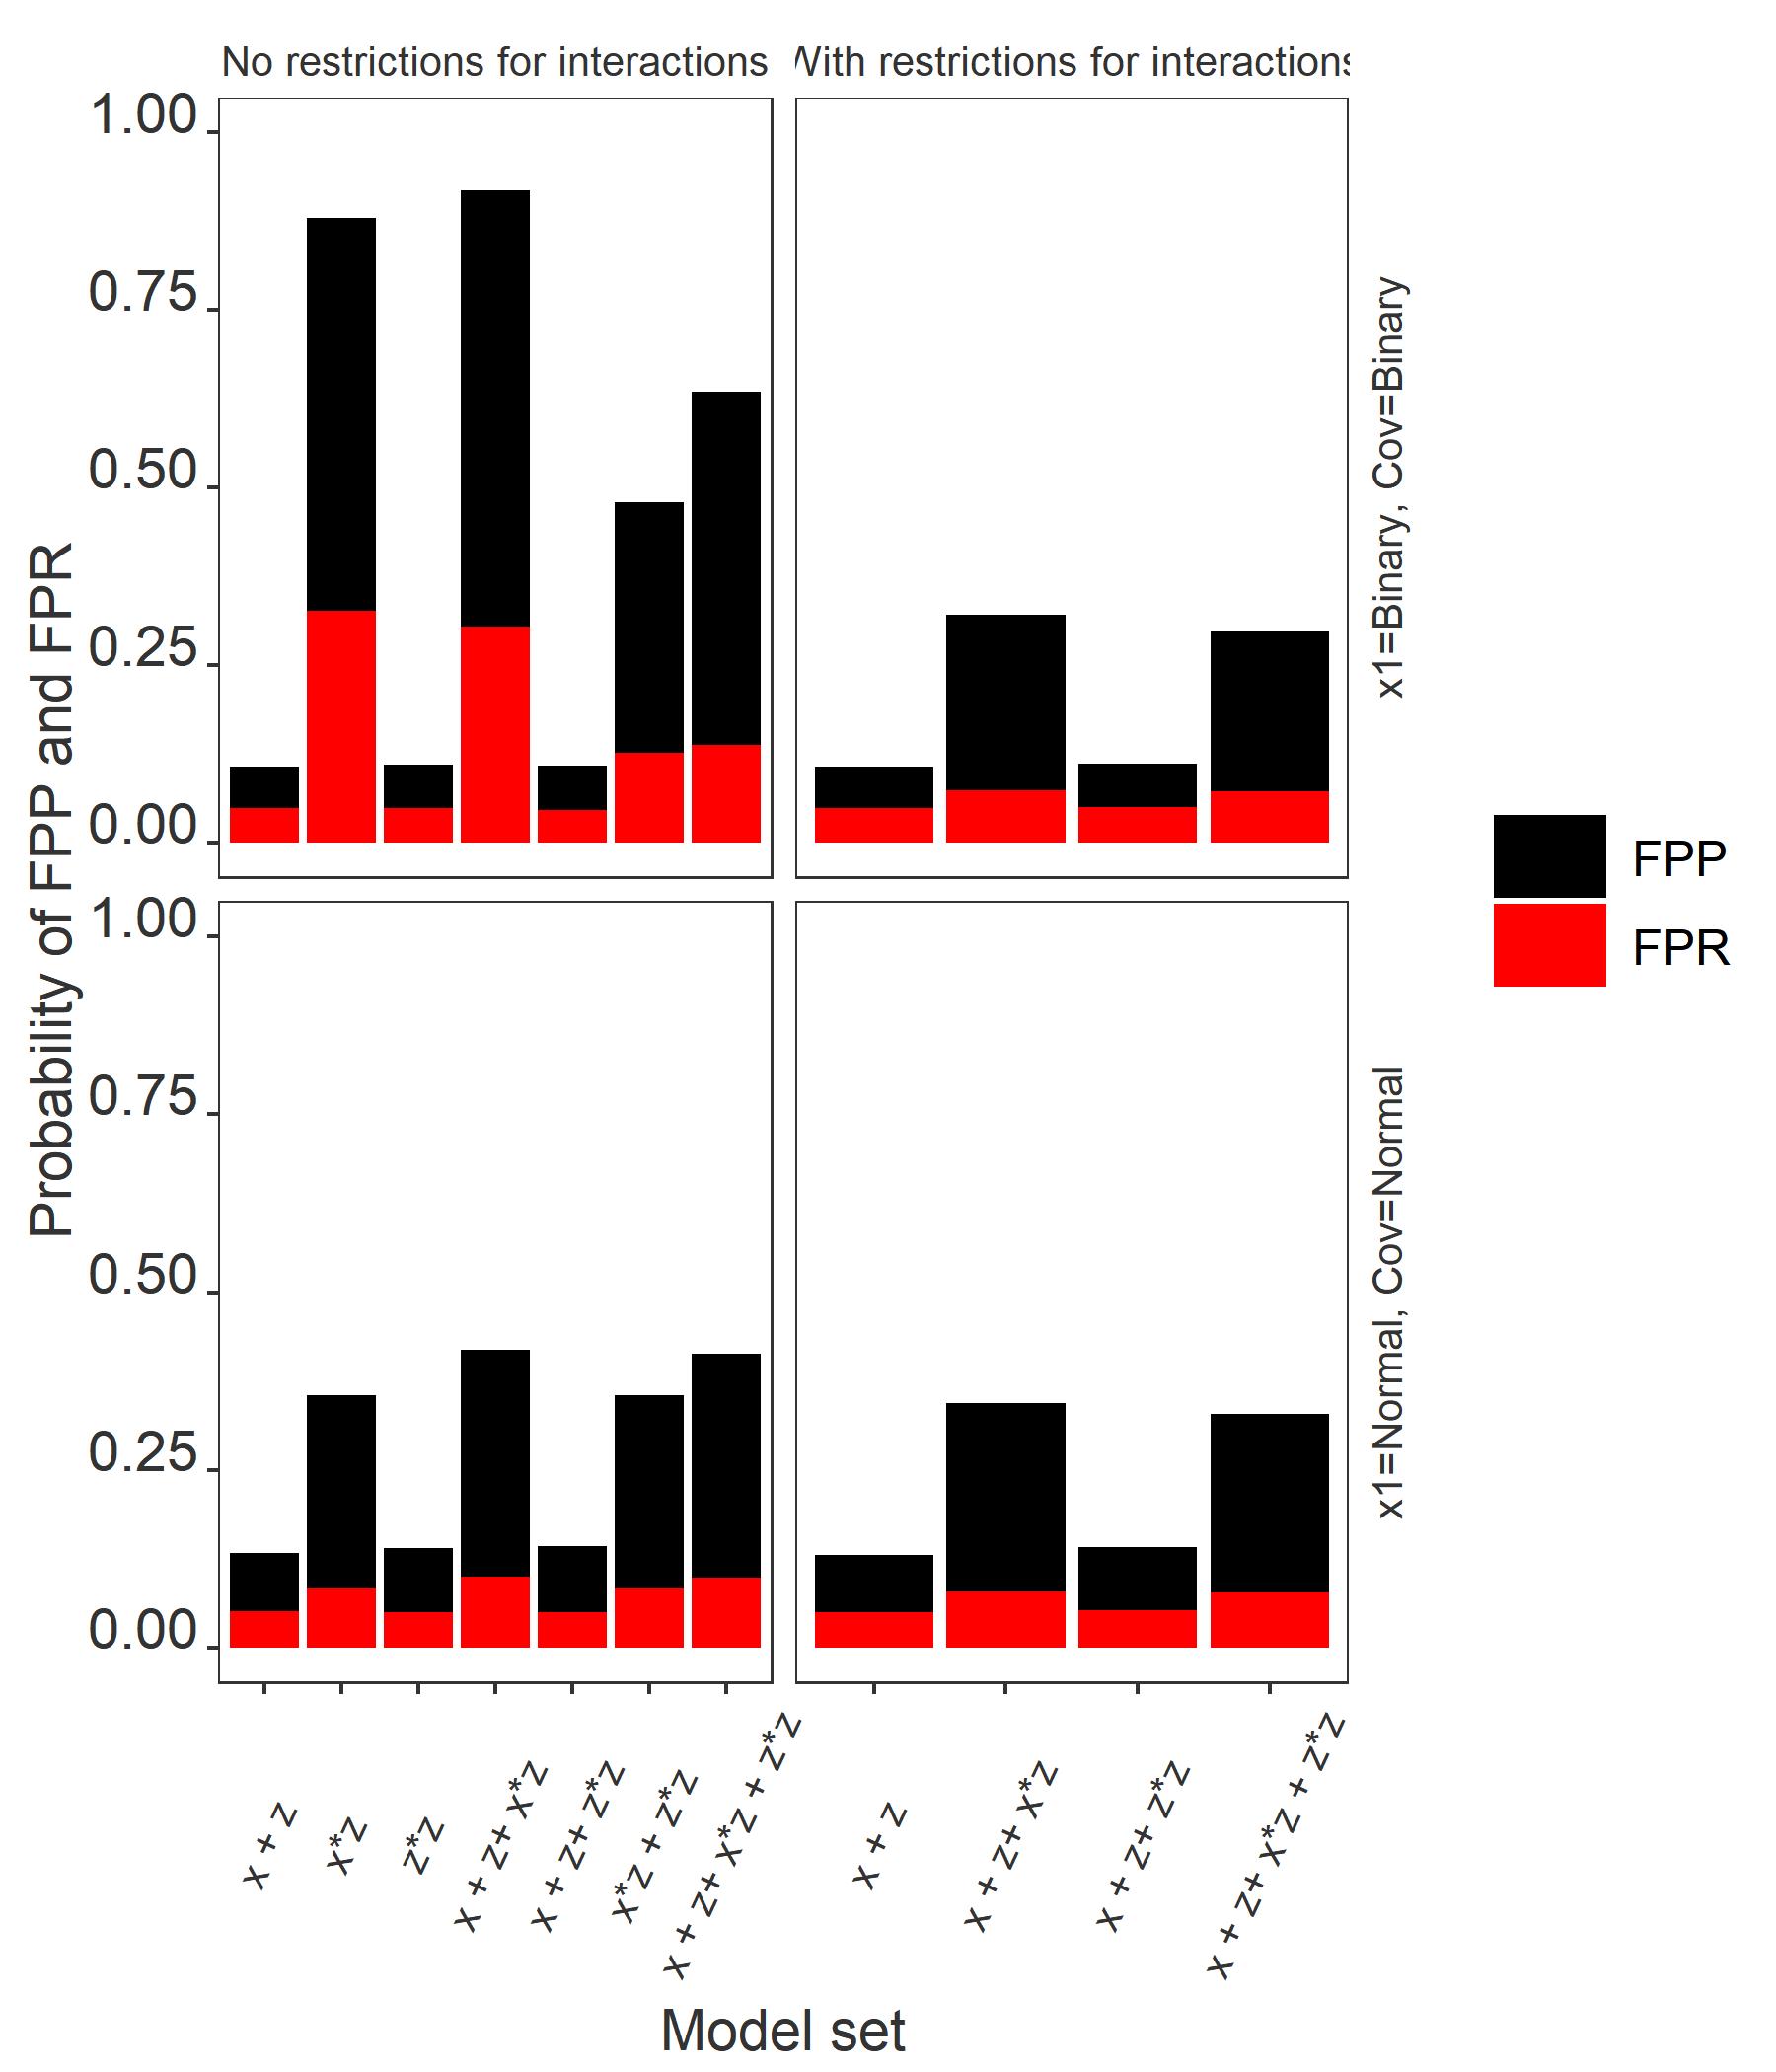 No restrictions for interactions
With restrictions for interactions
1.00
0.75
0.50
0.25
0.00
x1=Binary, Cov=Binary
1.00
0.75
0.50
0.25
0.00
x1=Normal, Cov=Normal
Probability of FPP and FPR
FPP
FPR
x + z
x*z
z*z
x + z+ x*z
x + z+ z*z
x*z + z*z
x + z+ x*z + z*z
x + z
x + z+ x*z
x + z+ z*z
x + z+ x*z + z*z
Model set